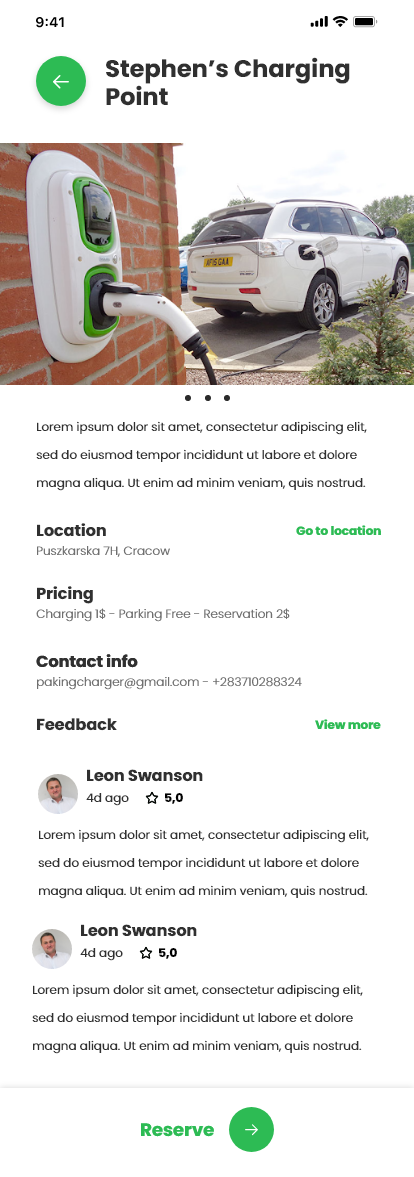 9:41
Stephen's Charging
Point
AF15 GAA
Lorem ipsum dolor sit amet, consectetur adipiscing elit,
sed do eiusmod tempor incididunt ut labore et dolore
magna aliqua. Ut enim ad minim veniam, quis nostrud.
Location
Go to location
Puszkarska 7H, Cracow
Pricing
Charging 1$ - Parking Free - Reservation 2$
Contact info
pakingcharger@gmail.com - +283710288324
Feedback
View more
Leon Swanson
4d ago 5,0
Lorem ipsum dolor sit amet, consectetur adipiscing elit,
sed do eiusmod tempor incididunt ut labore et dolore
magna aliqua. Ut enim ad minim veniam, quis nostrud.
Leon Swanson
4d ago 5,0
Lorem ipsum dolor sit amet, consectetur adipiscing elit,
sed do eiusmod tempor incididunt ut labore et dolore
magna aliqua. Ut enim ad minim veniam, quis nostrud.
Reserve